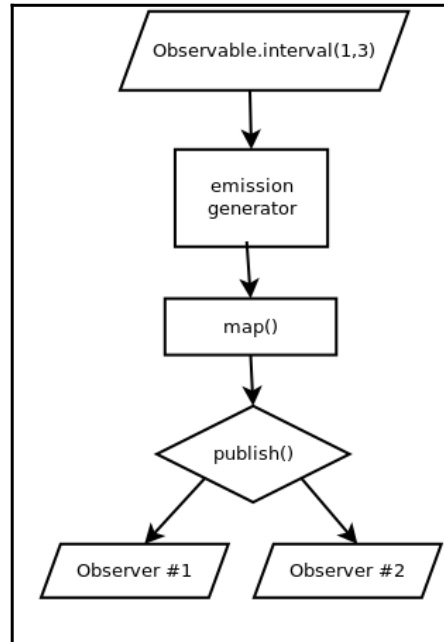 Observable.interval(1,3)
emission
generator
map()
publish()
Observer #1
Observer #2